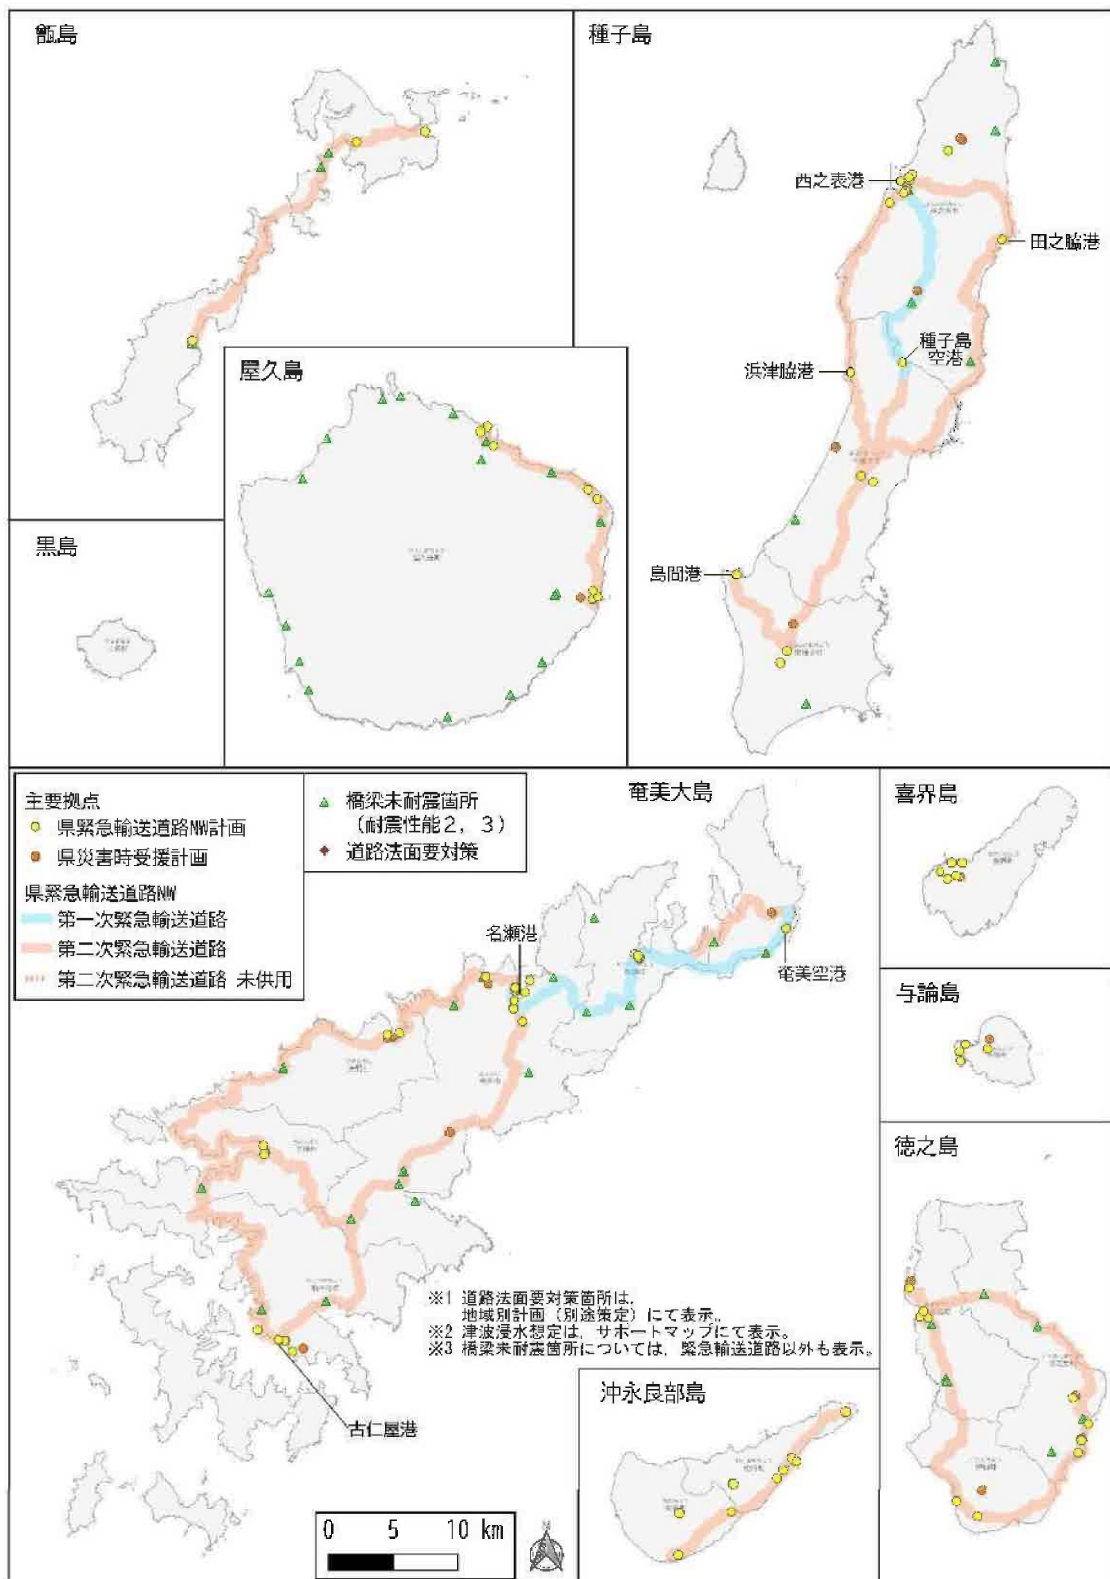 甑島
種子島
西之表港
田之脇港
種子島
空港
浜津脇港
島間港
屋久島
黒島
主要拠点
県緊急輸送道路NW計画
県災害時受援計画
県緊急輸送道路NW
第一次緊急輸送道路
第二次緊急輸送道路
第二次緊急輸送道路 未供用
橋梁未耐震箇所
（耐震性能２，３）
道路法面要対策
奄美大島
名瀬港
奄美空港
古仁屋港
※1 道路法面要対策箇所は，
地域別計画（別途策定）にて表示。
※2 津波浸水想定は，サポートマップにて表示。
※3 橋梁未耐震箇所については，緊急輸送道路以外も表示。
喜界島
与論島
徳之島
沖永良部島
0 5 10 km
N